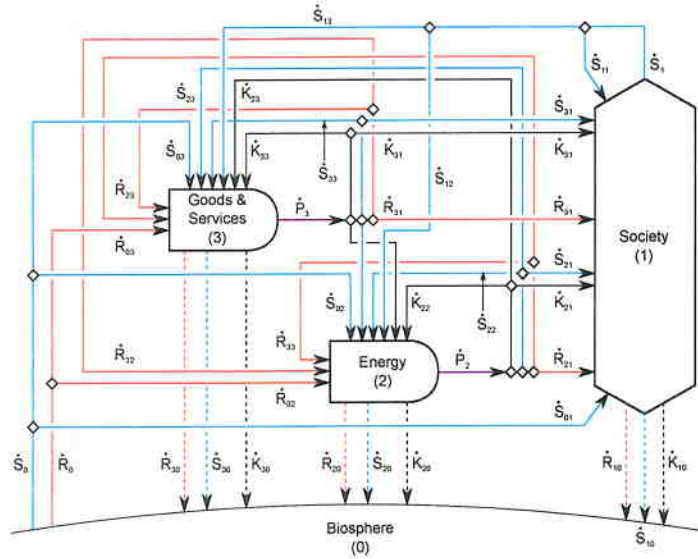 Ṡ₁₃
Ṡ₁₁
Ṡ₁
Ṡ₂₃
K̇₂₃
Ṡ₃₁
Ṡ₀₃
K̇₃₃
Ṡ₃₃
K̇₃₁
Ṡ₁₂
K̇₃₁
Ṙ₂₃
Goods &
Services
(3)
Ṗ₃
Ṙ₃₁
Ṙ₃₁
Ṙ₀₃
Society
(1)
Ṡ₂₁
Ṡ₀₂
K̇₂₂
Ṡ₂₂
K̇₂₁
Ṙ₃₂
Ṙ₃₃
Energy
(2)
Ṗ₂
Ṙ₂₁
Ṙ₀₂
Ṡ₀₁
Ṡ₀
Ṙ₀
Ṙ₃₀
Ṡ₃₀
K̇₃₀
Ṙ₂₀
Ṡ₂₀
K̇₂₀
Ṙ₁₀
K̇₁₀
Ṡ₁₀
Biosphere
(0)